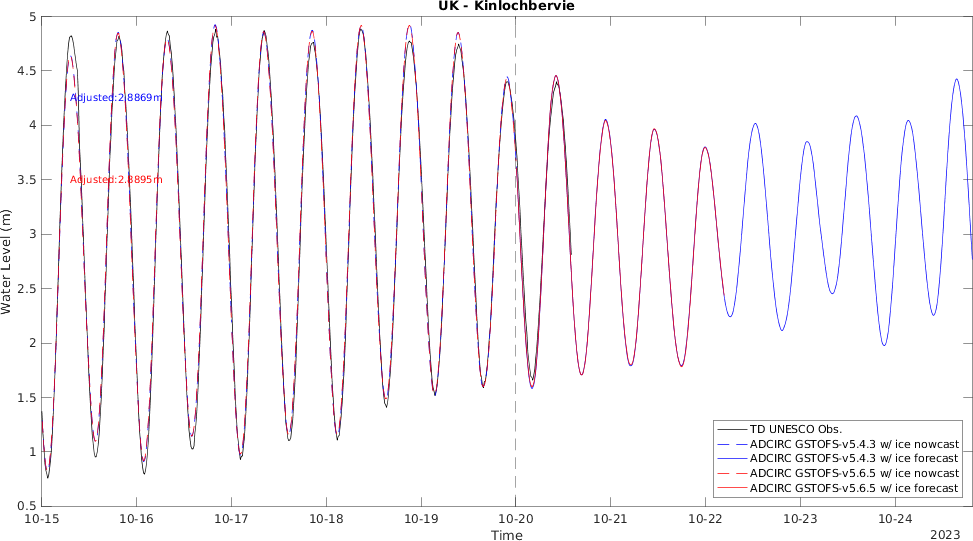 UK - Kinlochbervie
5
4.5
4
3.5
3
2.5
2
1.5
1
0.5
Water Level (m)
Adjusted:2.8869m
Adjusted:2.8895m
TD UNESCO Obs.
ADCIRC GSTOFS-v5.4.3 w/ ice nowcast
ADCIRC GSTOFS-v5.4.3 w/ ice forecast
ADCIRC GSTOFS-v5.6.5 w/ ice nowcast
ADCIRC GSTOFS-v5.6.5 w/ ice forecast
10-15 10-16 10-17 10-18 10-19 10-20 10-21 10-22 10-23 10-24
Time
2023